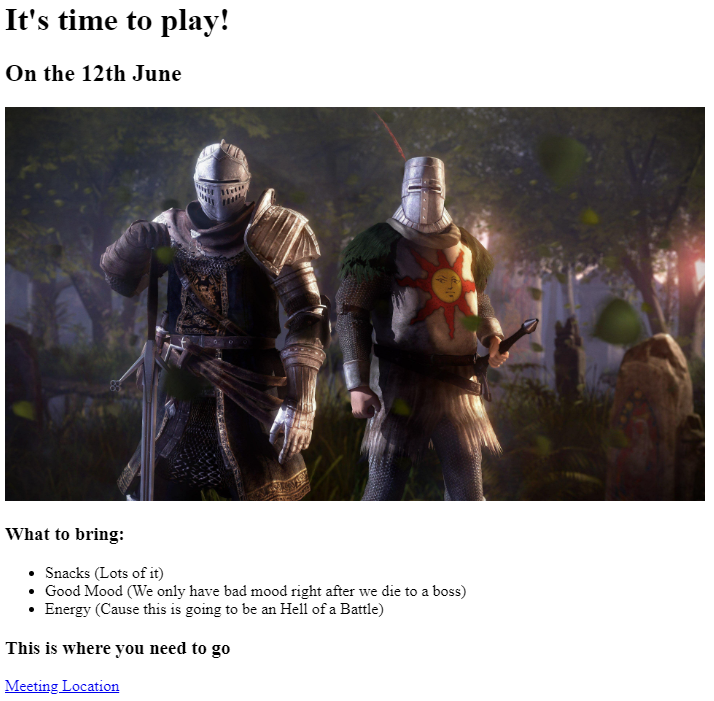 It's time to play!
On the 12th June
What to bring:
Snacks (Lots of it)
Good Mood (We only have bad mood right after we die to a boss)
Energy (Cause this is going to be an Hell of a Battle)
This is where you need to go
Meeting Location